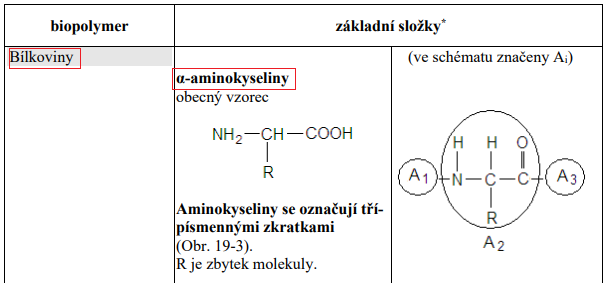 biopolymer
základní složky*
Bílkoviny
α-aminokyseliny
obecný vzorec
NH2—CH—COOH
R
Aminokyseliny se označují tří-
písmennými zkratkami
(Obr. 19-3).
R je zbytek molekuly.
(ve schématu značeny Ai)
H H O
A1 N C C A3
R
A2